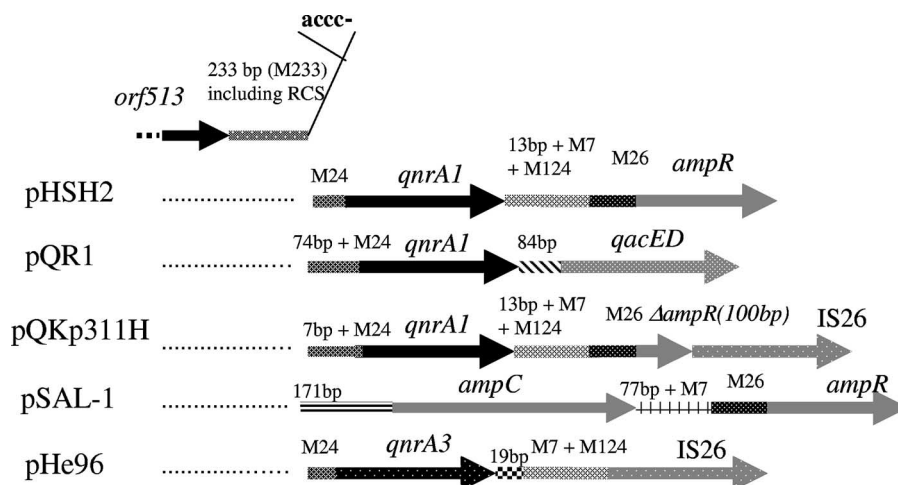 accc-
233 bp (M233)
including RCS
orf513
13bp + M7
+ M124
M26
ampR
M24
qnrA1
pHSH2
74bp + M24
qnrA1
84bp
qacED
pQR1
13bp + M7
+ M124
M26 ΔampR(100bp)
IS26
7bp + M24
qnrA1
pQKp311H
171bp
ampC
77bp + M7
M26
ampR
pSAL-1
M24
qnrA3
19bp
M7 + M124
IS26
pHe96